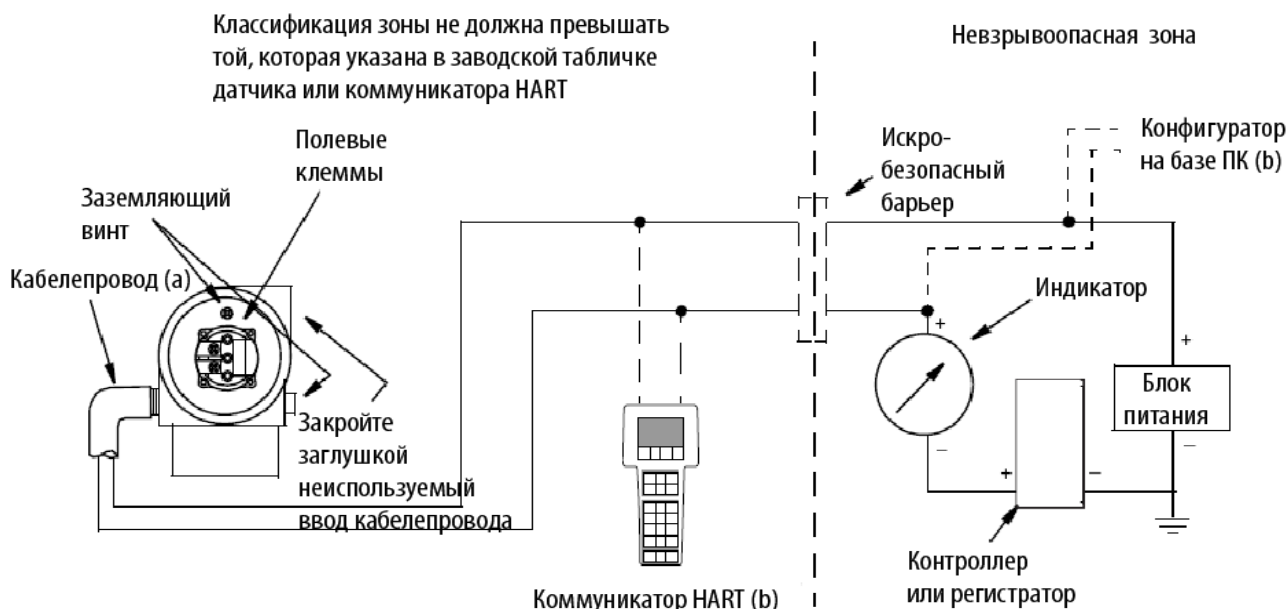 Классификация зоны не должна превышать
той, которая указана в заводской табличке
датчика или коммуникатора HART
Невзрывоопасная зона
Полевые
клеммы
Заземляющий
винт
Кабелепровод (a)
Закройте
заглушкой
неиспользуемый
ввод кабелепровода
Искро-
безопасный
барьер
Конфигуратор
на базе ПК (b)
Индикатор
+
–
+
Блок
питания
–
+
–
Контроллер
или регистратор
Коммуникатор HART (b)